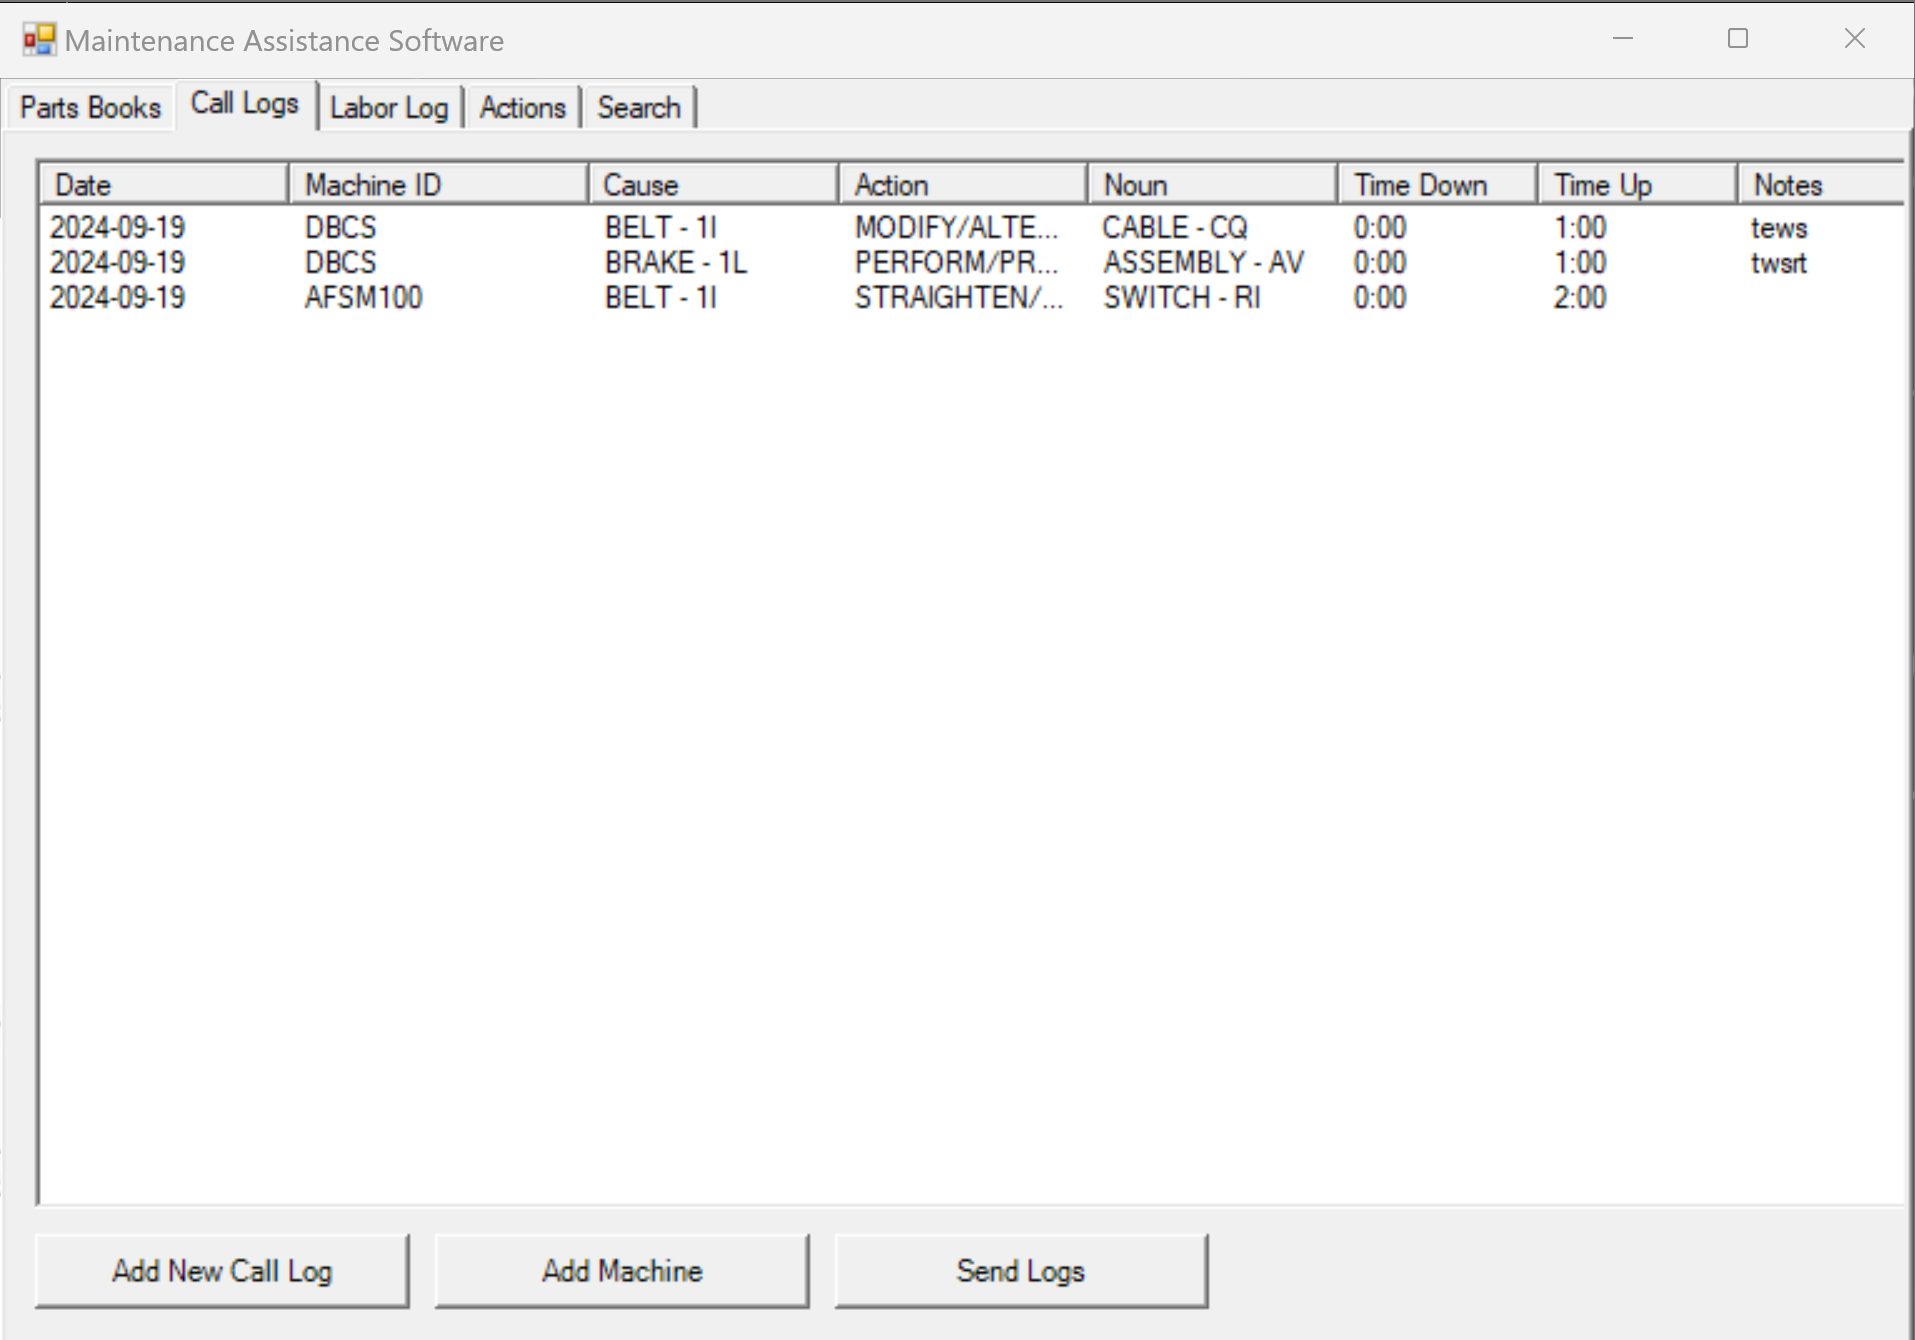 Maintenance Assistance Software
Parts Books Call Logs Labor Log Actions Search
Date Machine ID Cause Action Noun Time Down Time Up Notes
2024-09-19 DBCS BELT - 1I MODIFY/ALTE... CABLE - CQ 0:00 1:00 tews
2024-09-19 DBCS BRAKE - 1L PERFORM/PR... ASSEMBLY - AV 0:00 1:00 twsrt
2024-09-19 AFSM100 BELT - 1I STRAIGHTEN/... SWITCH - RI 0:00 2:00
Add New Call Log Add Machine Send Logs